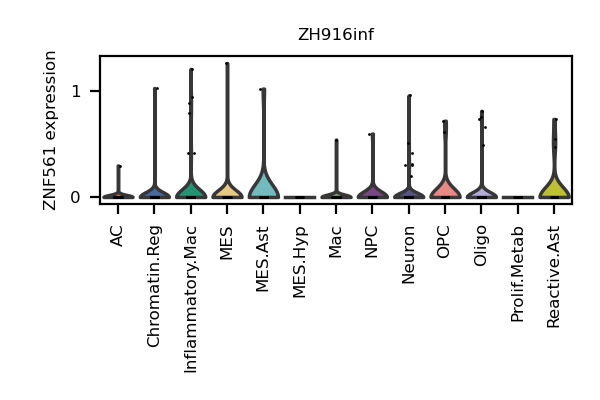 ZH916inf
ZNF561 expression
1
0
AC
Chromatin.Reg
Inflammatory.Mac
MES
MES.Ast
MES.Hyp
Mac
NPC
Neuron
OPC
Oligo
Prolif.Metab
Reactive.Ast